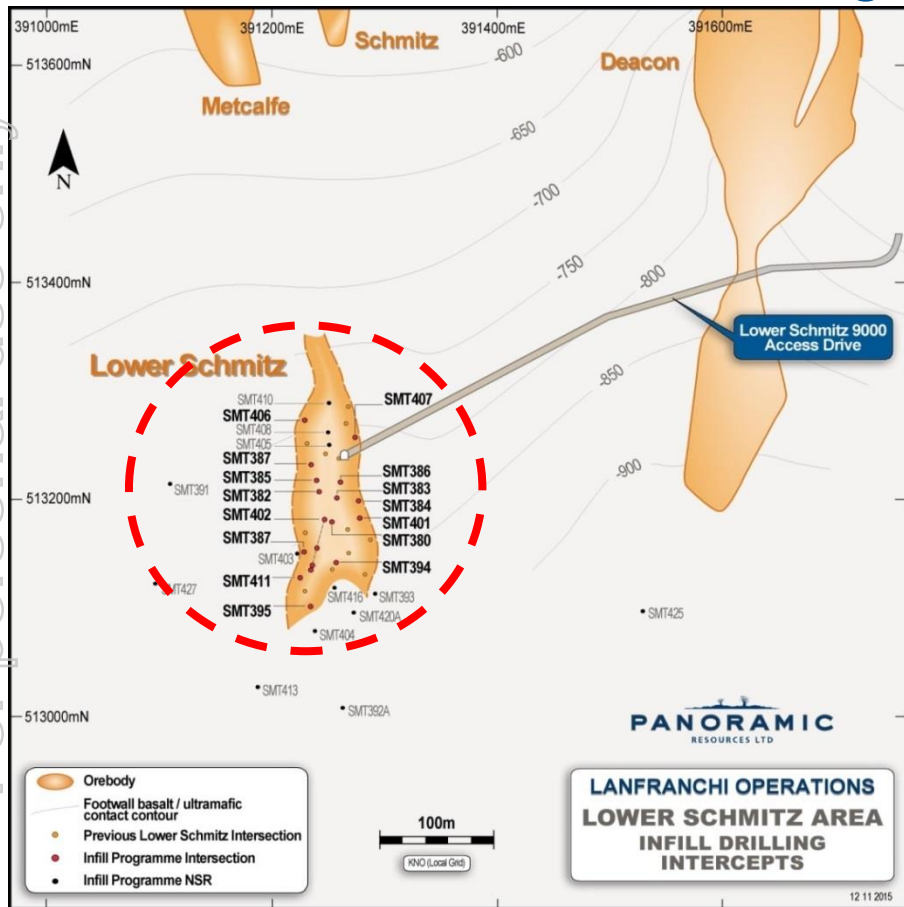 391000mE
391200mE
391400mE
391600mE
Schmitz
-600
513600mN
Deacon
Metcalfe
-650
N
-700
513400mN
-750
-800
Lower Schmitz 9000
Access Drive
Lower Schmitz
-850
SMT410
SMT407
SMT406
SMT408
SMT405
SMT387
SMT386
SMT385
SMT383
SMT391
SMT382
SMT384
513200mN
-900
SMT402
SMT401
SMT387
SMT380
SMT403
SMT394
SMT427
SMT411
SMT416
SMT393
SMT395
SMT420A
SMT425
SMT404
SMT413
SMT392A
513000mN
PANORAMIC
RESOURCES LTD
Orebody
Footwall basalt / ultramafic
contact contour
Previous Lower Schmitz Intersection
Infill Programme Intersection
Infill Programme NSR
100m
KNO (Local Grid)
LANFRANCHI OPERATIONS
LOWER SCHMITZ AREA
INFILL DRILLING
INTERCEPTS
12 11 2015